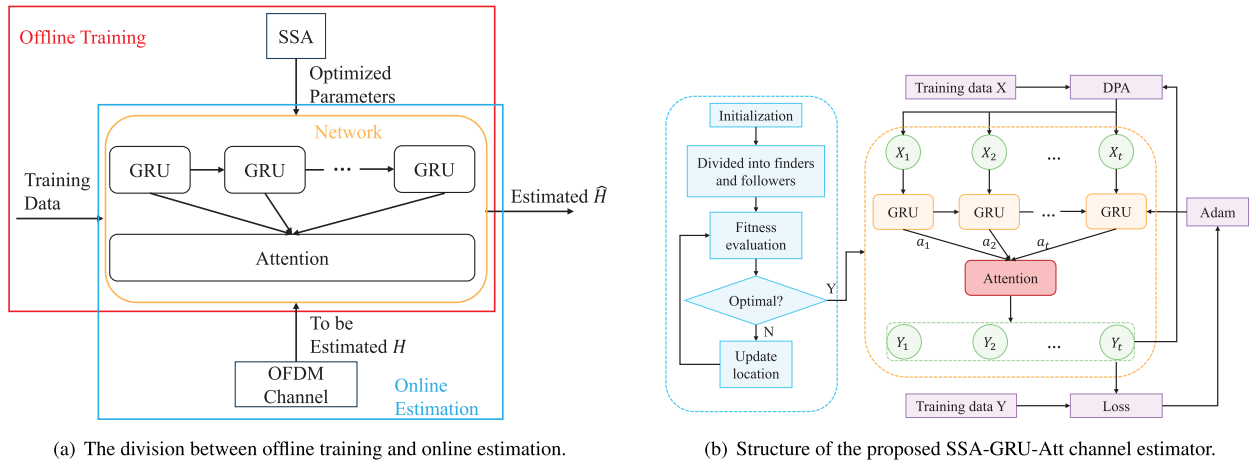 Offline Training
SSA
Optimized
Parameters
Network
GRU
GRU
...
GRU
Training
Data
Estimated Ĥ
Attention
To be
Estimated H
OFDM
Channel
Online
Estimation
(a) The division between offline training and online estimation.
Initialization
Divided into finders
and followers
Fitness
evaluation
Optimal?
Y
N
Update
location
Training data X
DPA
X₁
X₂
...
Xₜ
GRU
GRU
...
GRU
Adam
a₁
a₂
aₜ
Attention
Y₁
Y₂
...
Yₜ
Training data Y
Loss
(b) Structure of the proposed SSA-GRU-Att channel estimator.